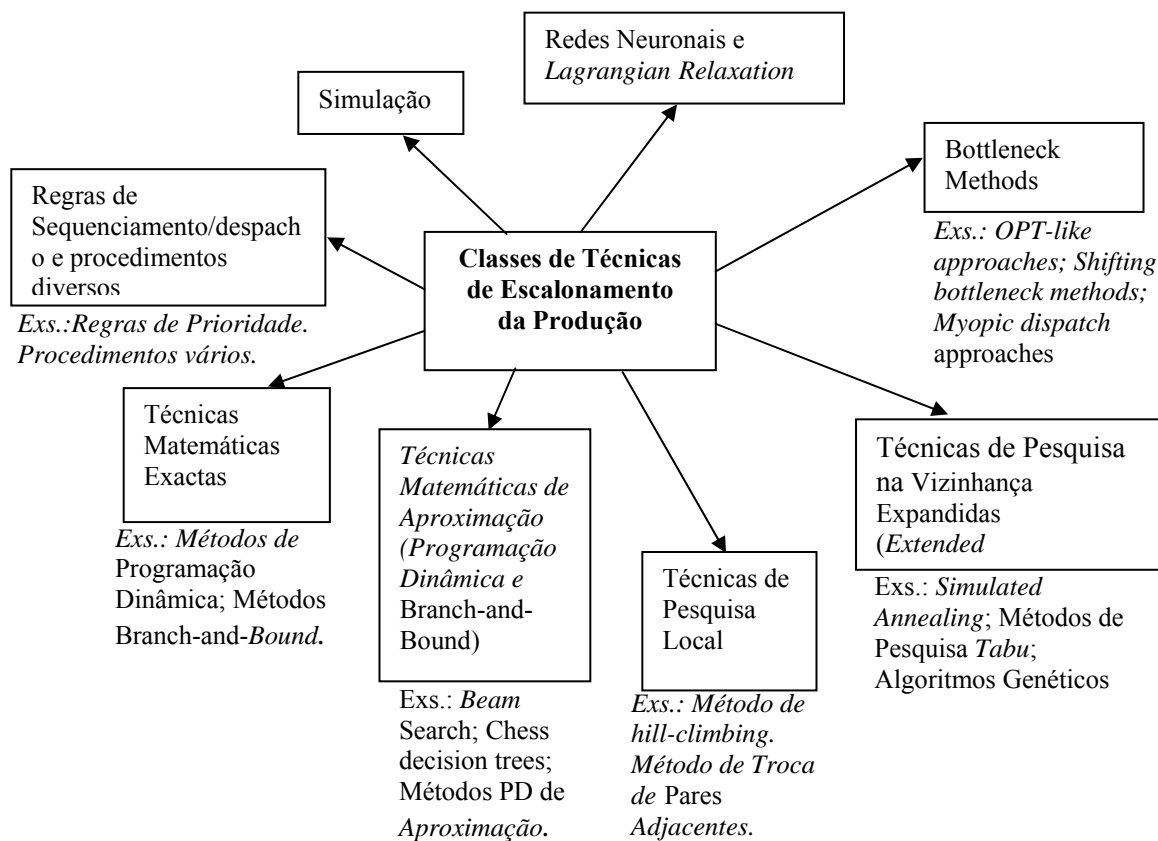 Redes Neuronais e
Lagrangian Relaxation
Simulação
Bottleneck
Methods
Exs.: OPT-like
approaches; Shifting
bottleneck methods;
Myopic dispatch
approaches
Regras de
Sequenciamento/despach
o e procedimentos
diversos
Exs.:Regras de Prioridade.
Procedimentos vários.
Classes de Técnicas
de Escalonamento
da Produção
Técnicas
Matemáticas
Exactas
Exs.: Métodos de
Programação
Dinâmica; Métodos
Branch-and-Bound.
Técnicas
Matemáticas de
Aproximação
(Programação
Dinâmica e
Branch-and-
Bound)
Exs.: Beam
Search; Chess
decision trees;
Métodos PD de
Aproximação.
Técnicas de
Pesquisa
Local
Exs.: Método de
hill-climbing.
Método de Troca
de Pares
Adjacentes.
Técnicas de Pesquisa
na Vizinhança
Expandidas
(Extended
Exs.: Simulated
Annealing; Métodos de
Pesquisa Tabu;
Algoritmos Genéticos